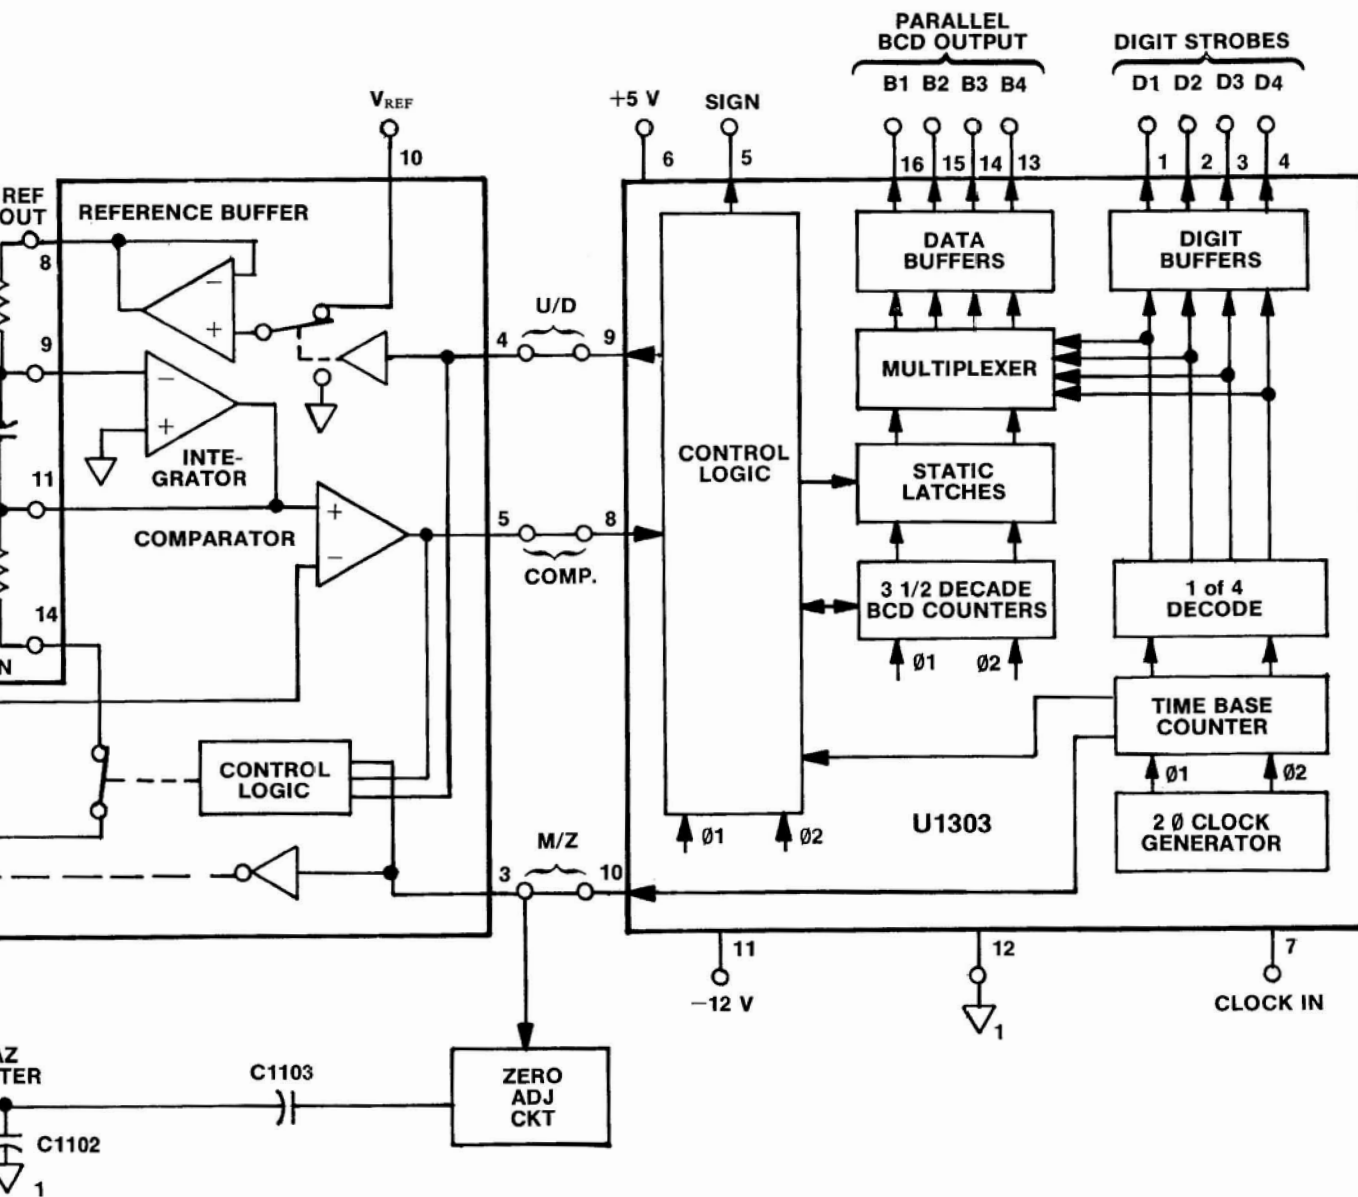 PARALLEL
BCD OUTPUT
DIGIT STROBES
B1 B2 B3 B4
D1 D2 D3 D4
VREF
+5 V
SIGN
10
6
5
16 15 14 13
1 2 3 4
REF
OUT
8
REFERENCE BUFFER
−
+
DATA
BUFFERS
DIGIT
BUFFERS
U/D
4
9
9
MULTIPLEXER
−
+
INTE-
GRATOR
CONTROL
LOGIC
STATIC
LATCHES
11
COMPARATOR
+
−
5
8
COMP.
3 1/2 DECADE
BCD COUNTERS
1 of 4
DECODE
14
N
Ø1
Ø2
TIME BASE
COUNTER
CONTROL
LOGIC
Ø1
Ø2
2 Ø CLOCK
GENERATOR
U1303
Ø1
Ø2
M/Z
3
10
11
12
7
−12 V
1
CLOCK IN
AZ
TER
C1103
ZERO
ADJ
CKT
C1102
1